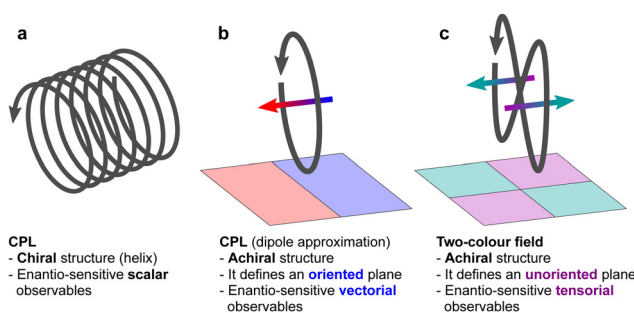 a
b
c
CPL
- Chiral structure (helix)
- Enantio-sensitive scalar
observables
CPL (dipole approximation)
- Achiral structure
- It defines an oriented plane
- Enantio-sensitive vectorial
observables
Two-colour field
- Achiral structure
- It defines an unoriented plane
- Enantio-sensitive tensorial
observables